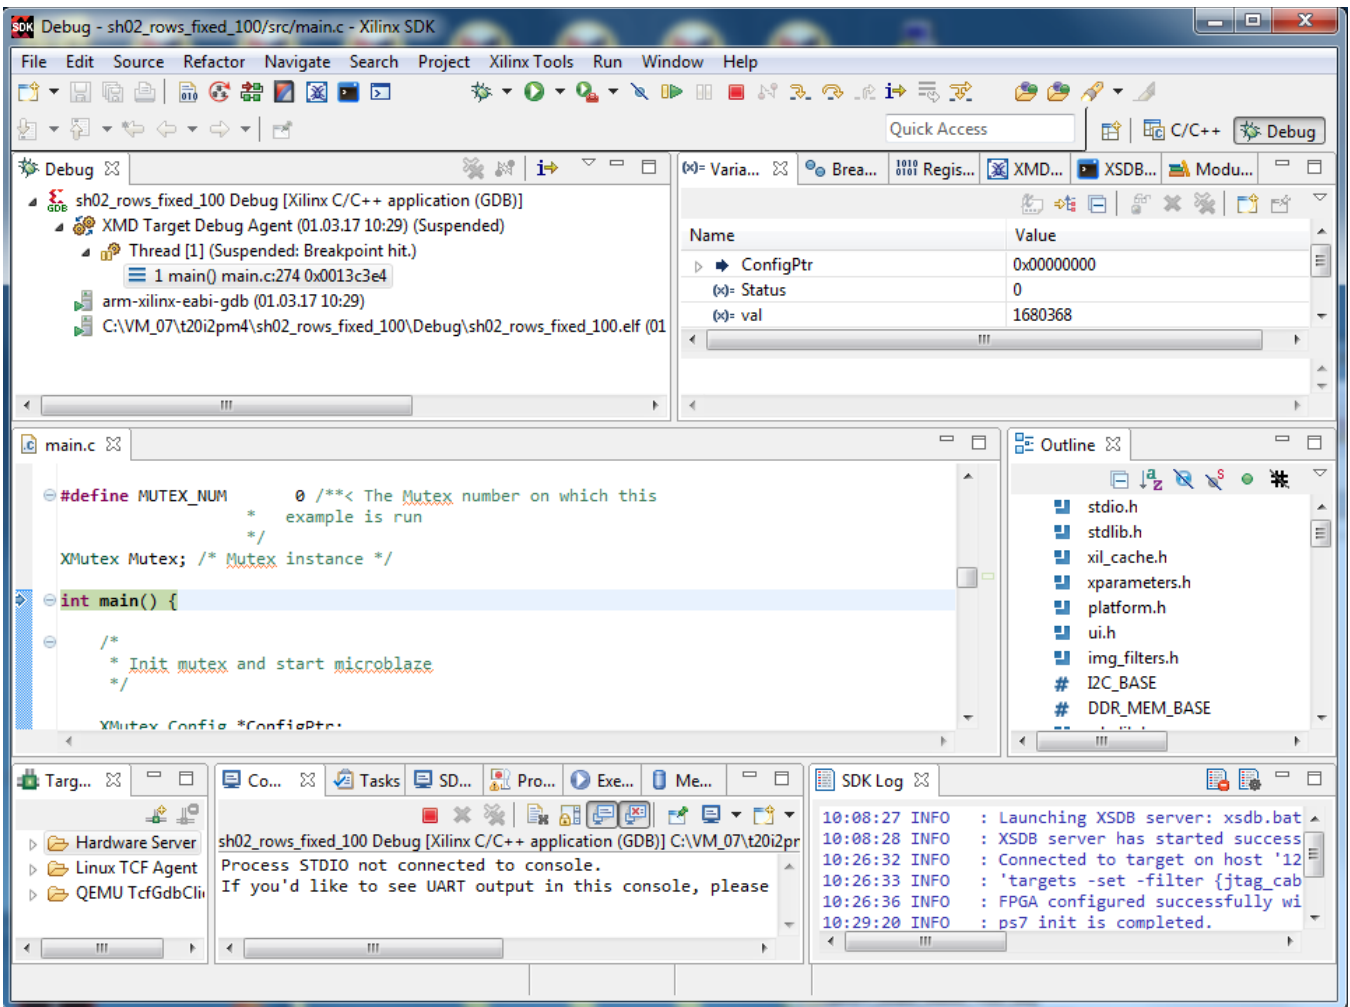 Debug - sh02_rows_fixed_100/src/main.c - Xilinx SDK
File Edit Source Refactor Navigate Search Project Xilinx Tools Run Window Help
Quick Access
C/C++
Debug
Debug
sh02_rows_fixed_100 Debug [Xilinx C/C++ application (GDB)]
XMD Target Debug Agent (01.03.17 10:29) (Suspended)
Thread [1] (Suspended: Breakpoint hit.)
1 main() main.c:274 0x0013c3e4
arm-xilinx-eabi-gdb (01.03.17 10:29)
C:\VM_07\t20i2pm4\sh02_rows_fixed_100\Debug\sh02_rows_fixed_100.elf (01
(x)= Varia... Brea... Regis... XMD... XSDB... Modu...
Name Value
ConfigPtr 0x00000000
(x)= Status 0
(x)= val 1680368
main.c
#define MUTEX_NUM 0 /**< The Mutex number on which this
* example is run
*/
XMutex Mutex; /* Mutex instance */
int main() {
/*
* Init mutex and start microblaze
*/
XMutex_Config *ConfigPtr;
Outline
stdio.h
stdlib.h
xil_cache.h
xparameters.h
platform.h
ui.h
img_filters.h
# I2C_BASE
# DDR_MEM_BASE
Targ...
Hardware Server
Linux TCF Agent
QEMU TcfGdbClie
Co... Tasks SD... Pro... Exe... Me...
sh02_rows_fixed_100 Debug [Xilinx C/C++ application (GDB)] C:\VM_07\t20i2pr
Process STDIO not connected to console.
If you'd like to see UART output in this console, please
SDK Log
10:08:27 INFO : Launching XSDB server: xsdb.bat
10:08:28 INFO : XSDB server has started success
10:26:32 INFO : Connected to target on host '12
10:26:33 INFO : 'targets -set -filter {jtag_cab
10:26:36 INFO : FPGA configured successfully wi
10:29:20 INFO : ps7_init is completed.